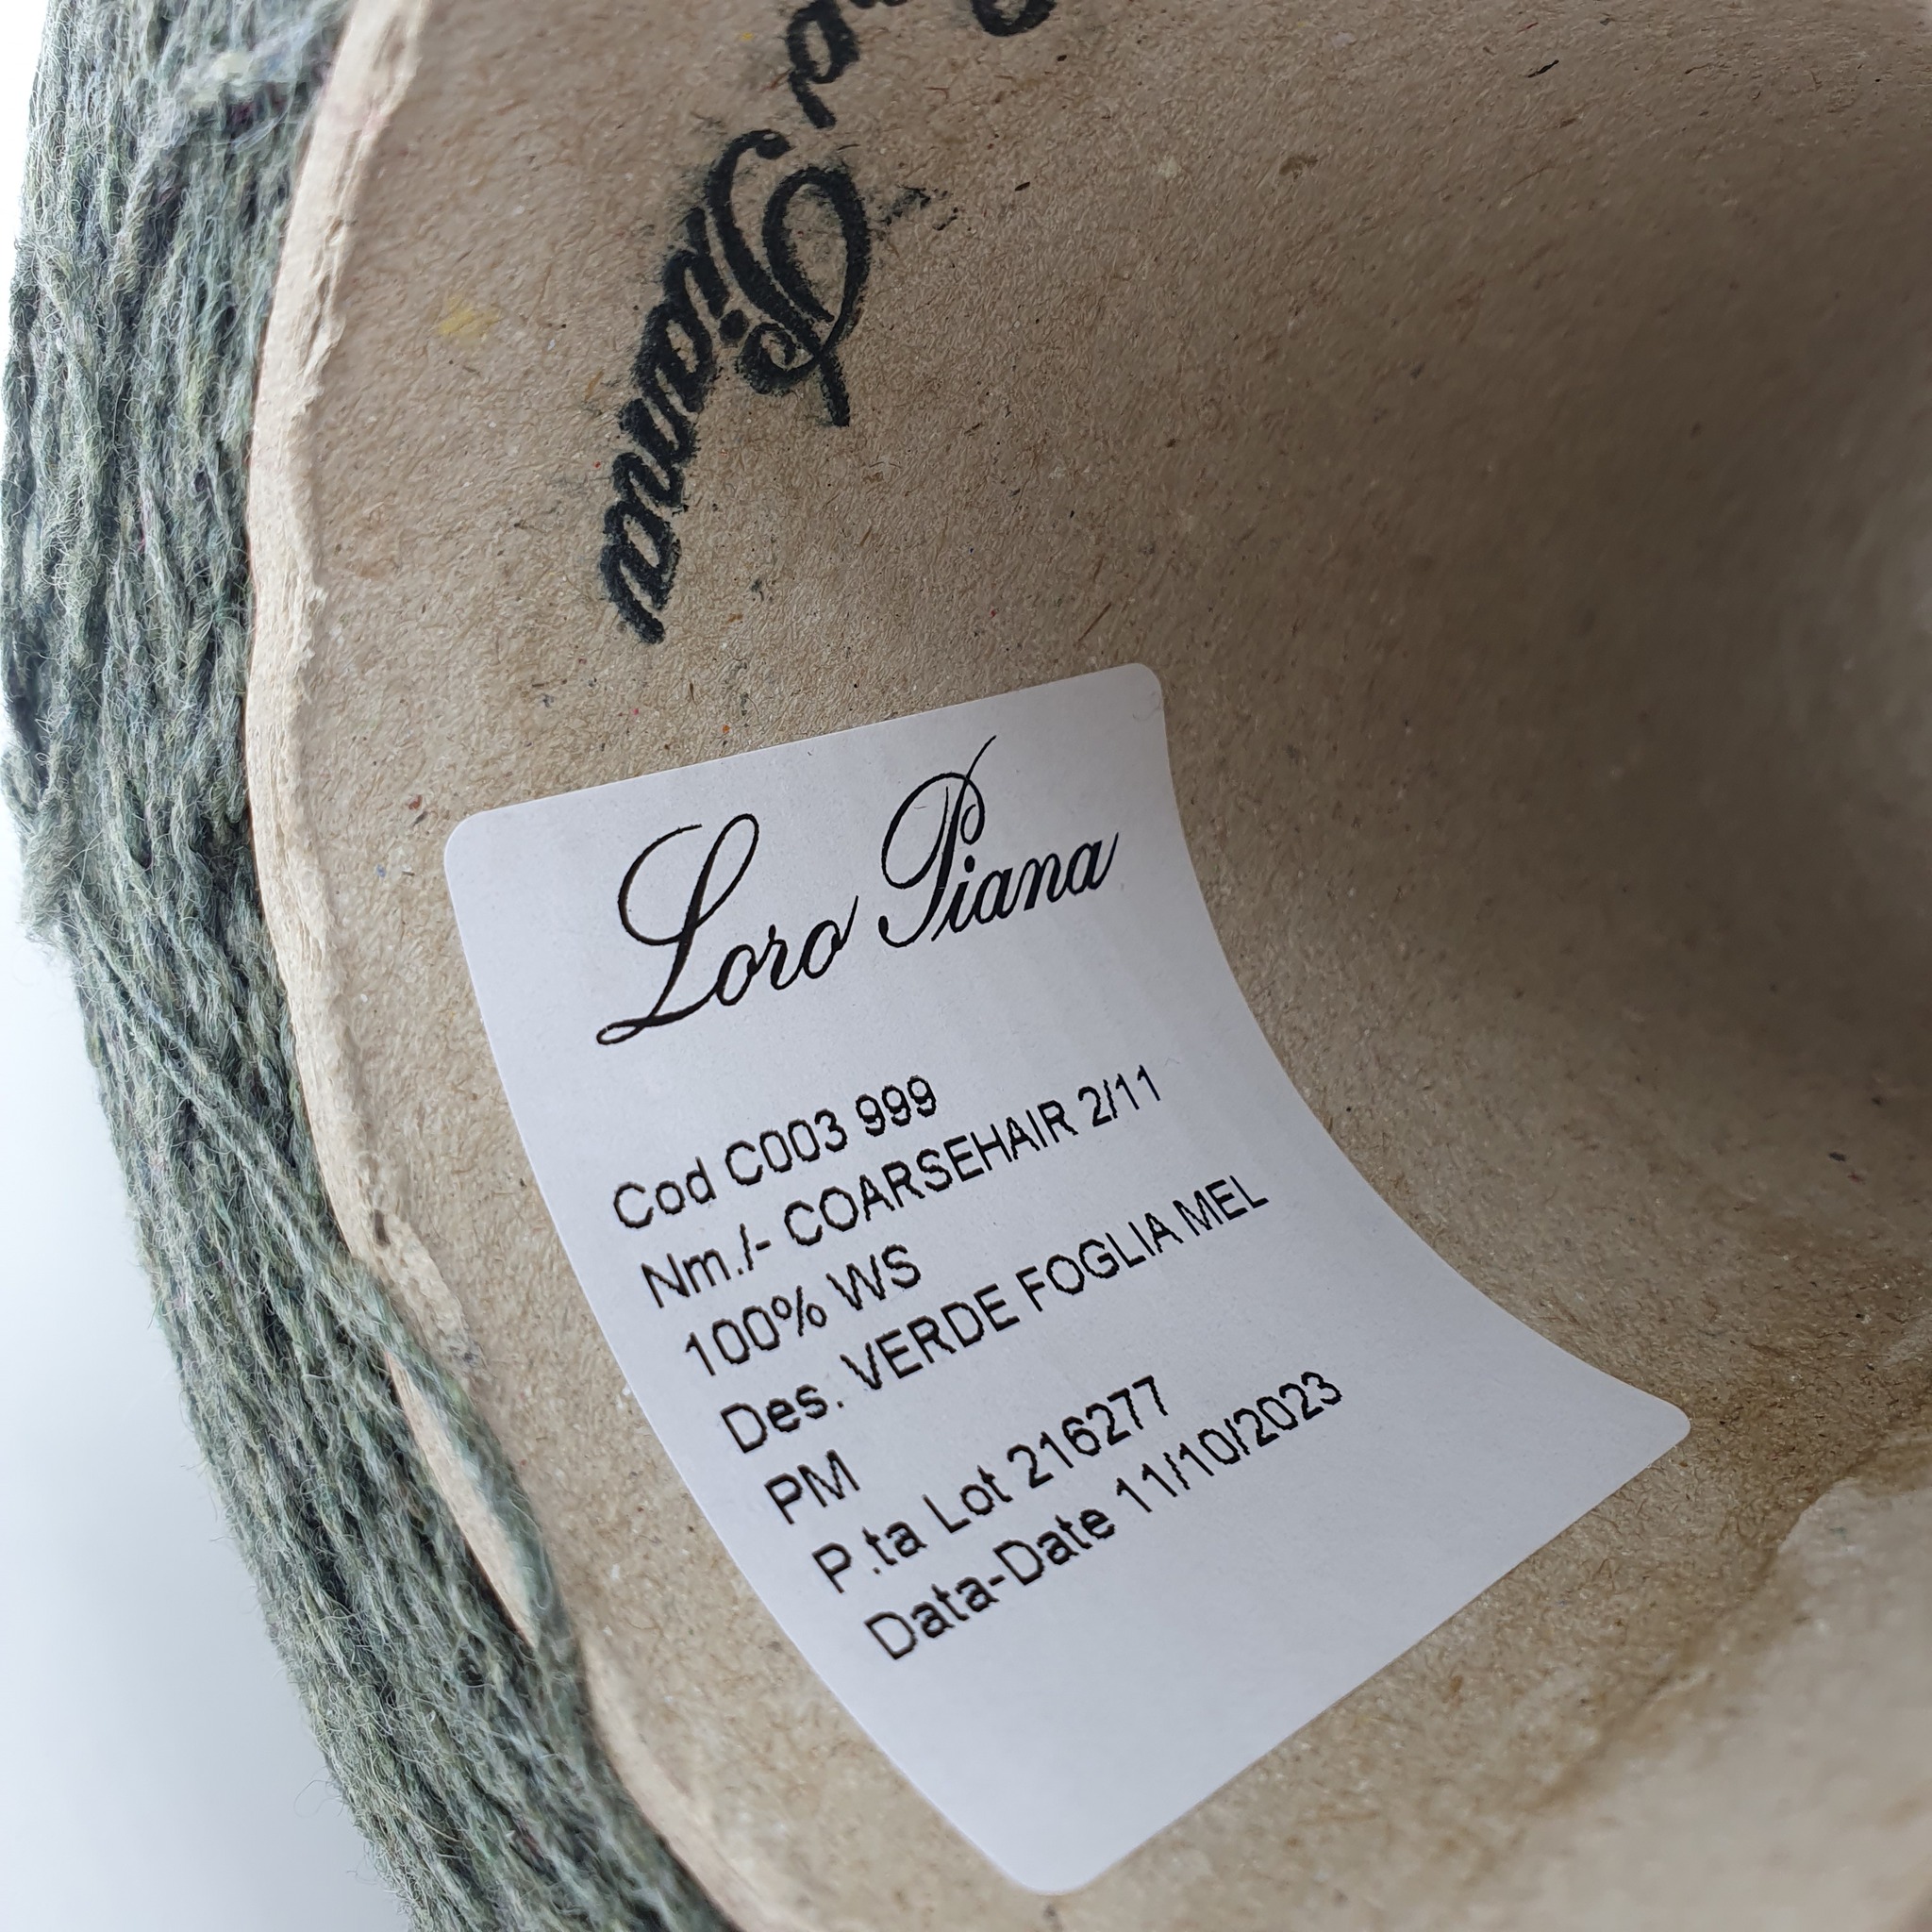 Piana
Loro Piana
Cod C003 999
Nm./- COARSEHAIR 2/11
100% WS
Des. VERDE FOGLIA MEL
PM
P.ta Lot 216277
Data-Date 11/10/2023